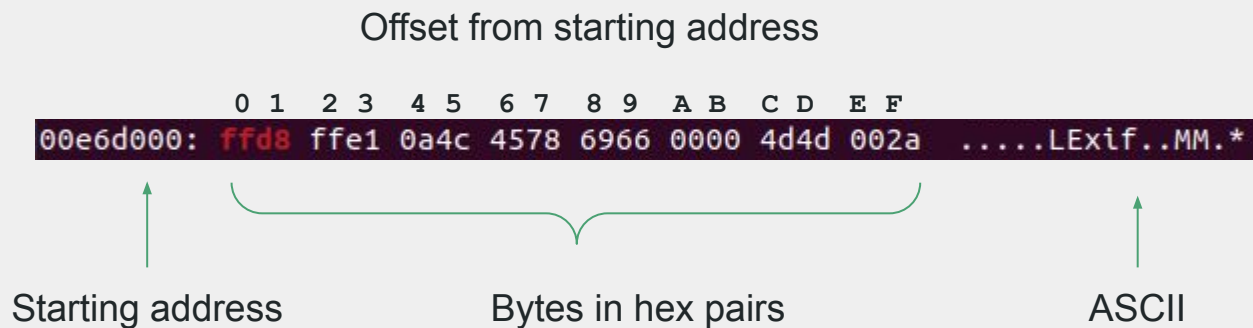 Offset from starting address
0 1 2 3 4 5 6 7 8 9 A B C D E F
00e6d000: ffd8 ffe1 0a4c 4578 6966 0000 4d4d 002a .....LExif..MM.*
Starting address Bytes in hex pairs ASCII